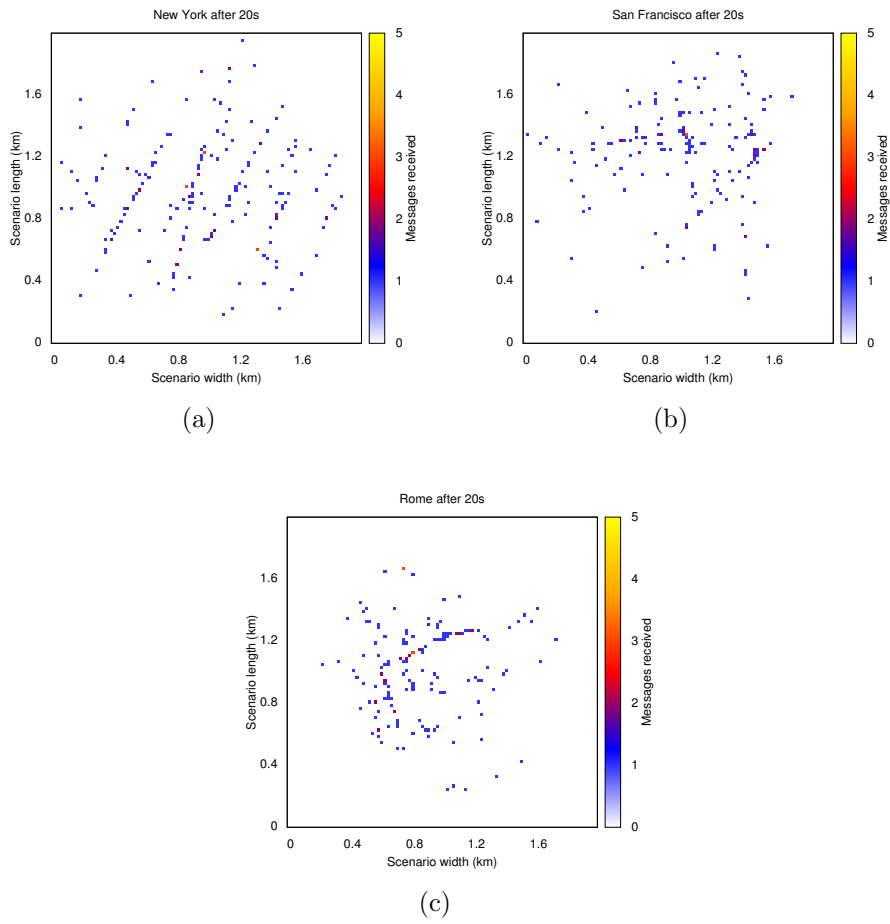 New York after 20s
Scenario length (km)
1.6
1.2
0.8
0.4
0
0 0.4 0.8 1.2 1.6
Scenario width (km)
5
4
3
2
1
0
Messages received
(a)
San Francisco after 20s
Scenario length (km)
1.6
1.2
0.8
0.4
0
0 0.4 0.8 1.2 1.6
Scenario width (km)
5
4
3
2
1
0
Messages received
(b)
Rome after 20s
Scenario length (km)
1.6
1.2
0.8
0.4
0
0 0.4 0.8 1.2 1.6
Scenario width (km)
5
4
3
2
1
0
Messages received
(c)